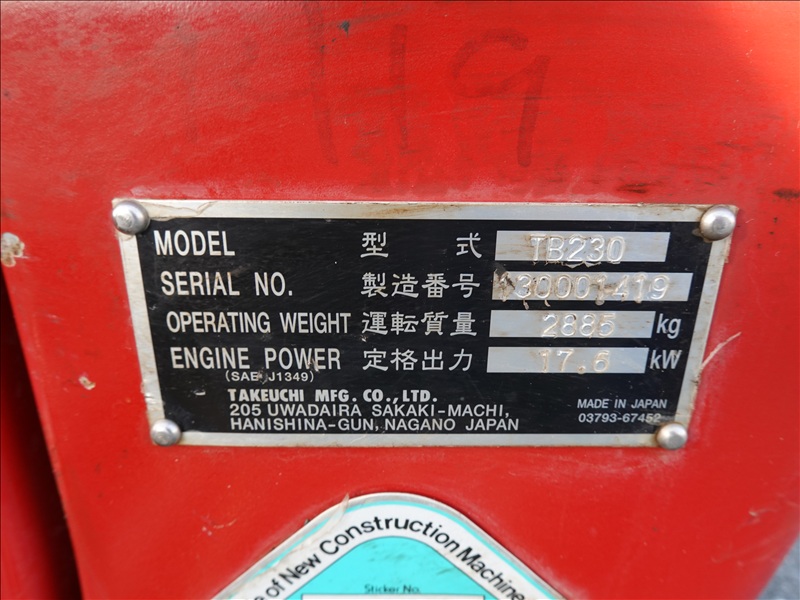 H9
MODEL 型 式 TB230
SERIAL NO. 製造番号 130001419
OPERATING WEIGHT 運転質量 2885 kg
ENGINE POWER 定格出力 17.6 kW
(SAE J1349)
TAKEUCHI MFG. CO., LTD.
205 UWADAIRA SAKAKI-MACHI,
HANISHINA-GUN, NAGANO JAPAN
MADE IN JAPAN
03793-67452
of New Construction Machine
Sticker No.